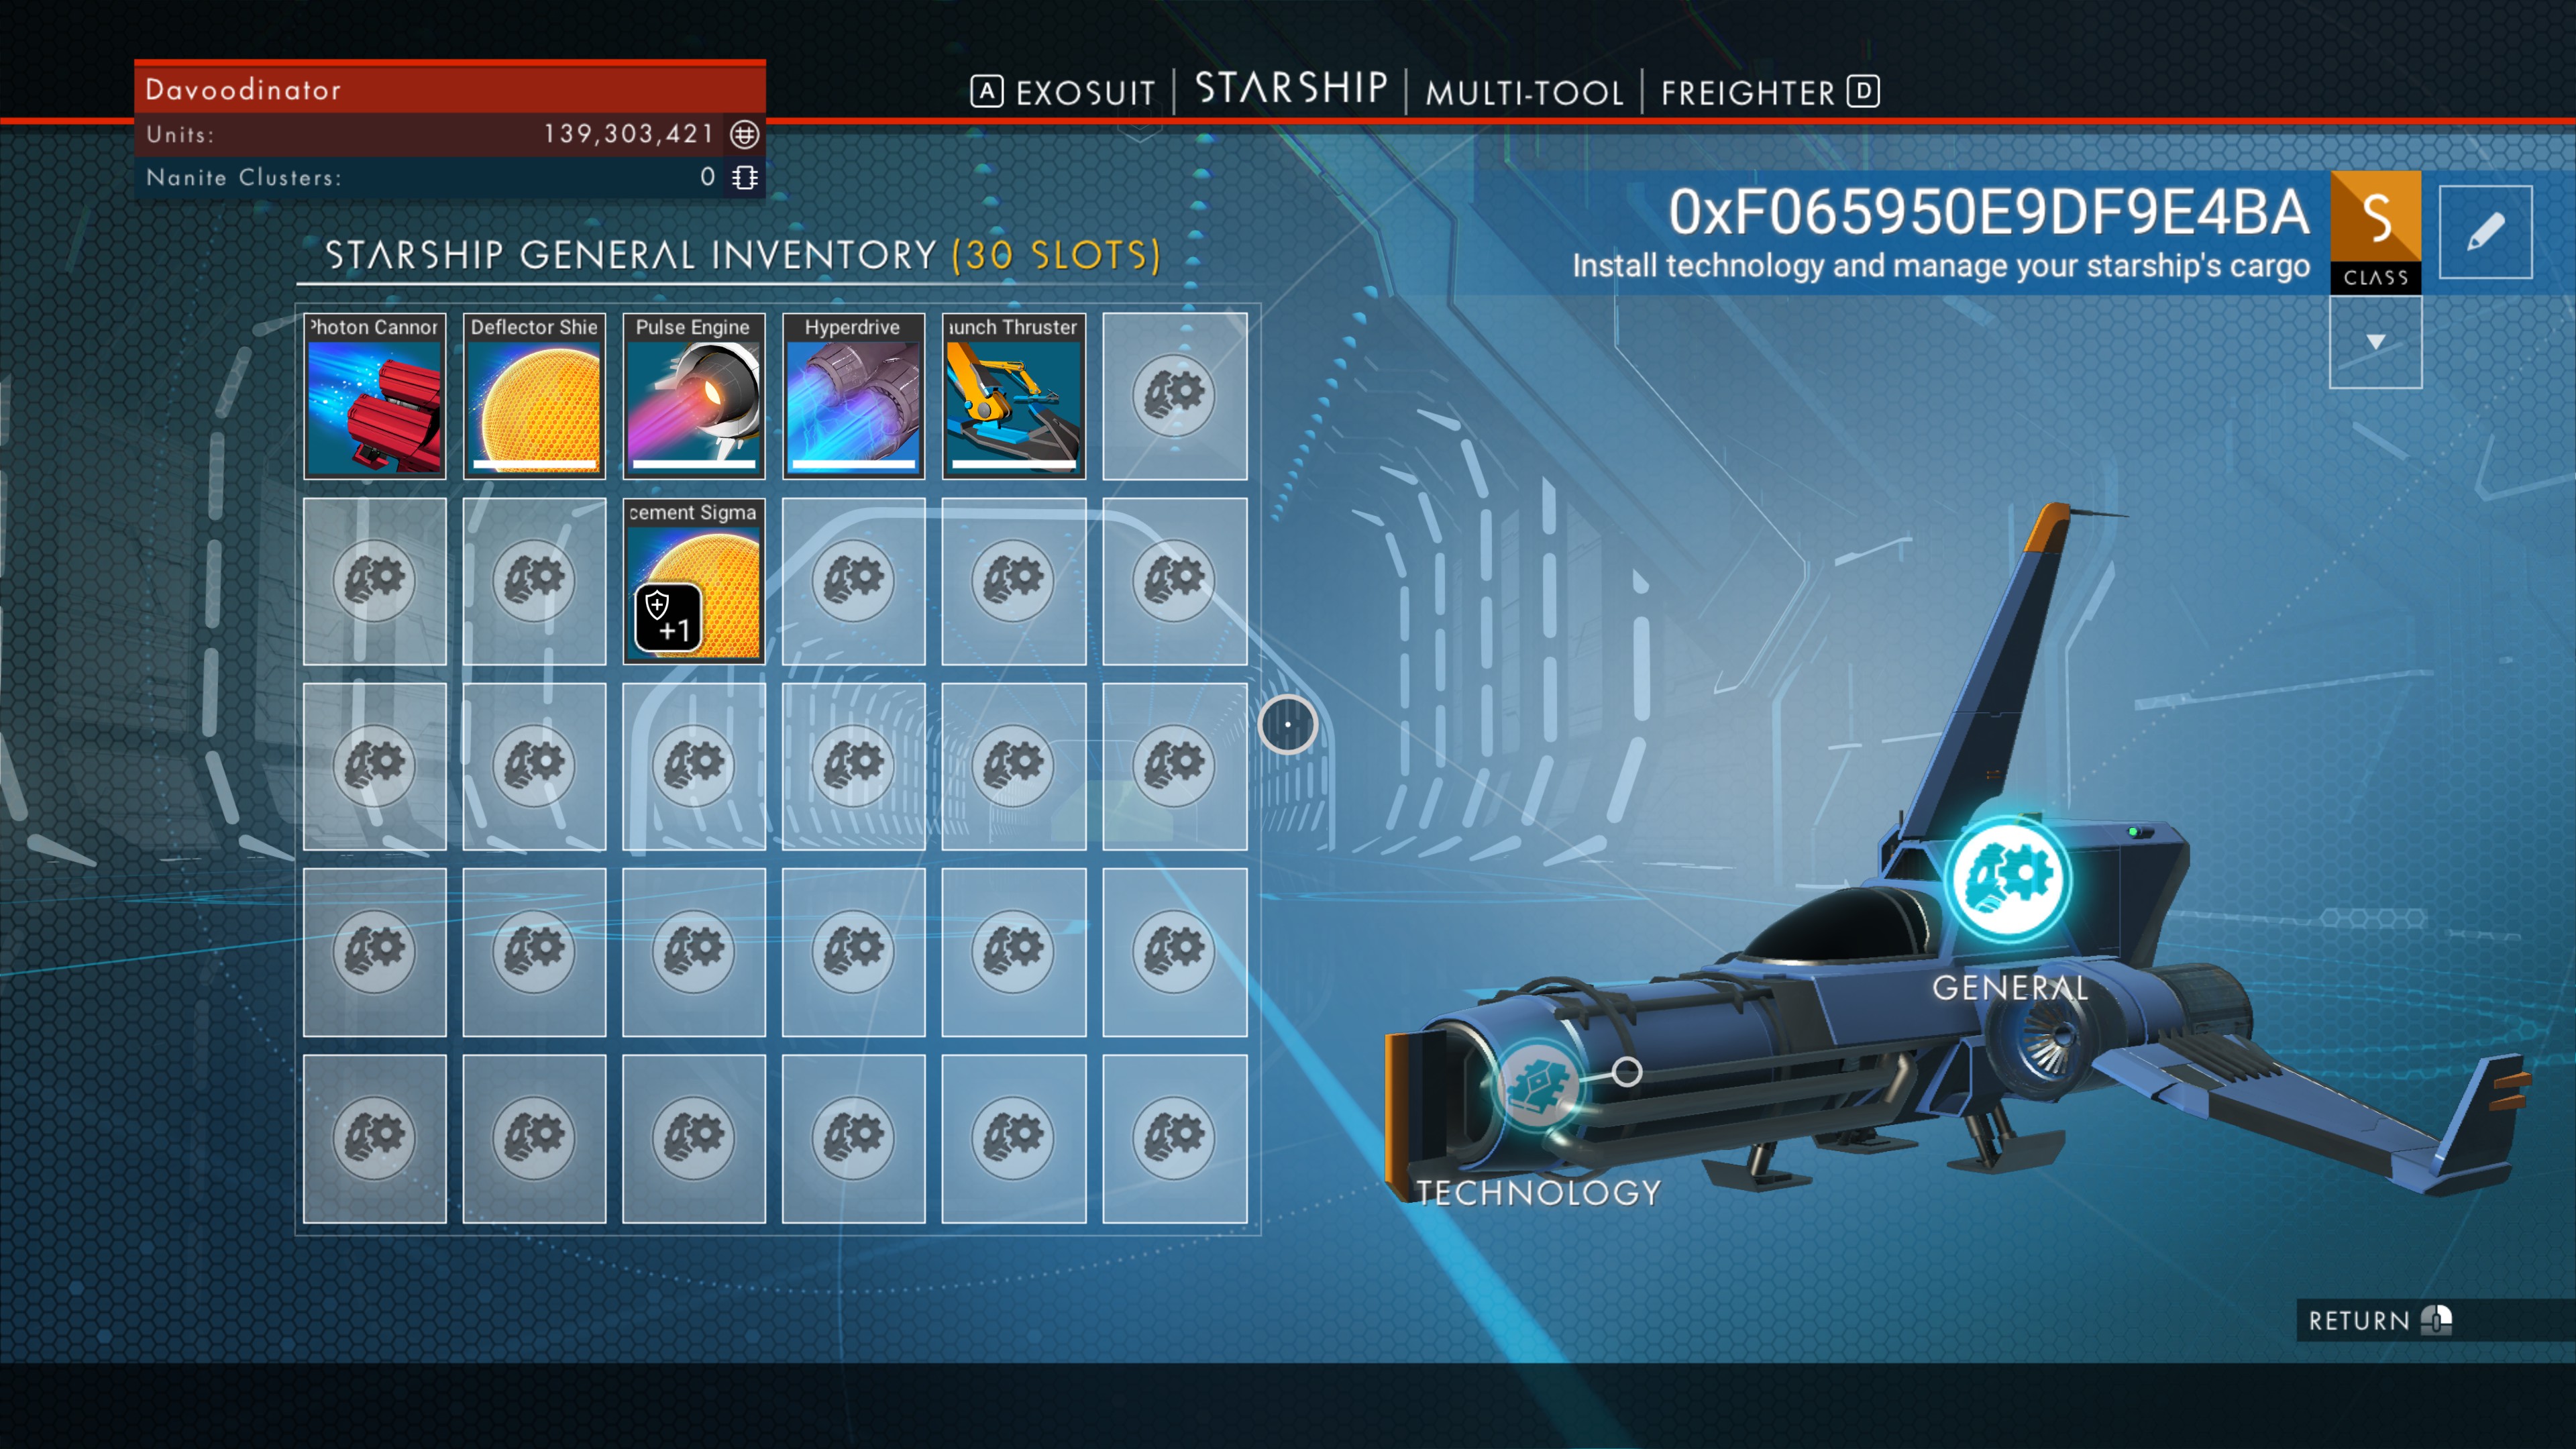 Davoodinator
Units: 139,303,421
Nanite Clusters: 0
A EXOSUIT STARSHIP MULTI-TOOL FREIGHTER D
0xF065950E9DF9E4BA
Install technology and manage your starship's cargo
S
CLASS
STARSHIP GENERAL INVENTORY (30 SLOTS)
Photon Cannor Deflector Shie Pulse Engine Hyperdrive aunch Thruster
cement Sigma
+1
GENERAL
TECHNOLOGY
RETURN